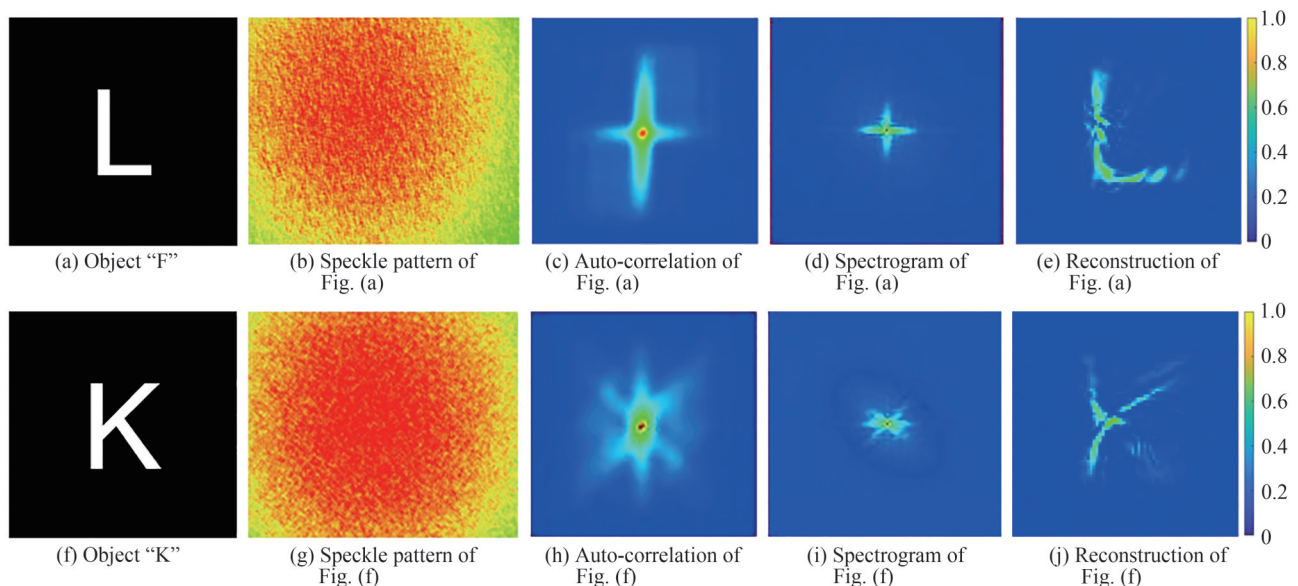 L
1.0
0.8
0.6
0.4
0.2
0
(a) Object “F”
(b) Speckle pattern of
Fig. (a)
(c) Auto-correlation of
Fig. (a)
(d) Spectrogram of
Fig. (a)
(e) Reconstruction of
Fig. (a)
K
1.0
0.8
0.6
0.4
0.2
0
(f) Object “K”
(g) Speckle pattern of
Fig. (f)
(h) Auto-correlation of
Fig. (f)
(i) Spectrogram of
Fig. (f)
(j) Reconstruction of
Fig. (f)